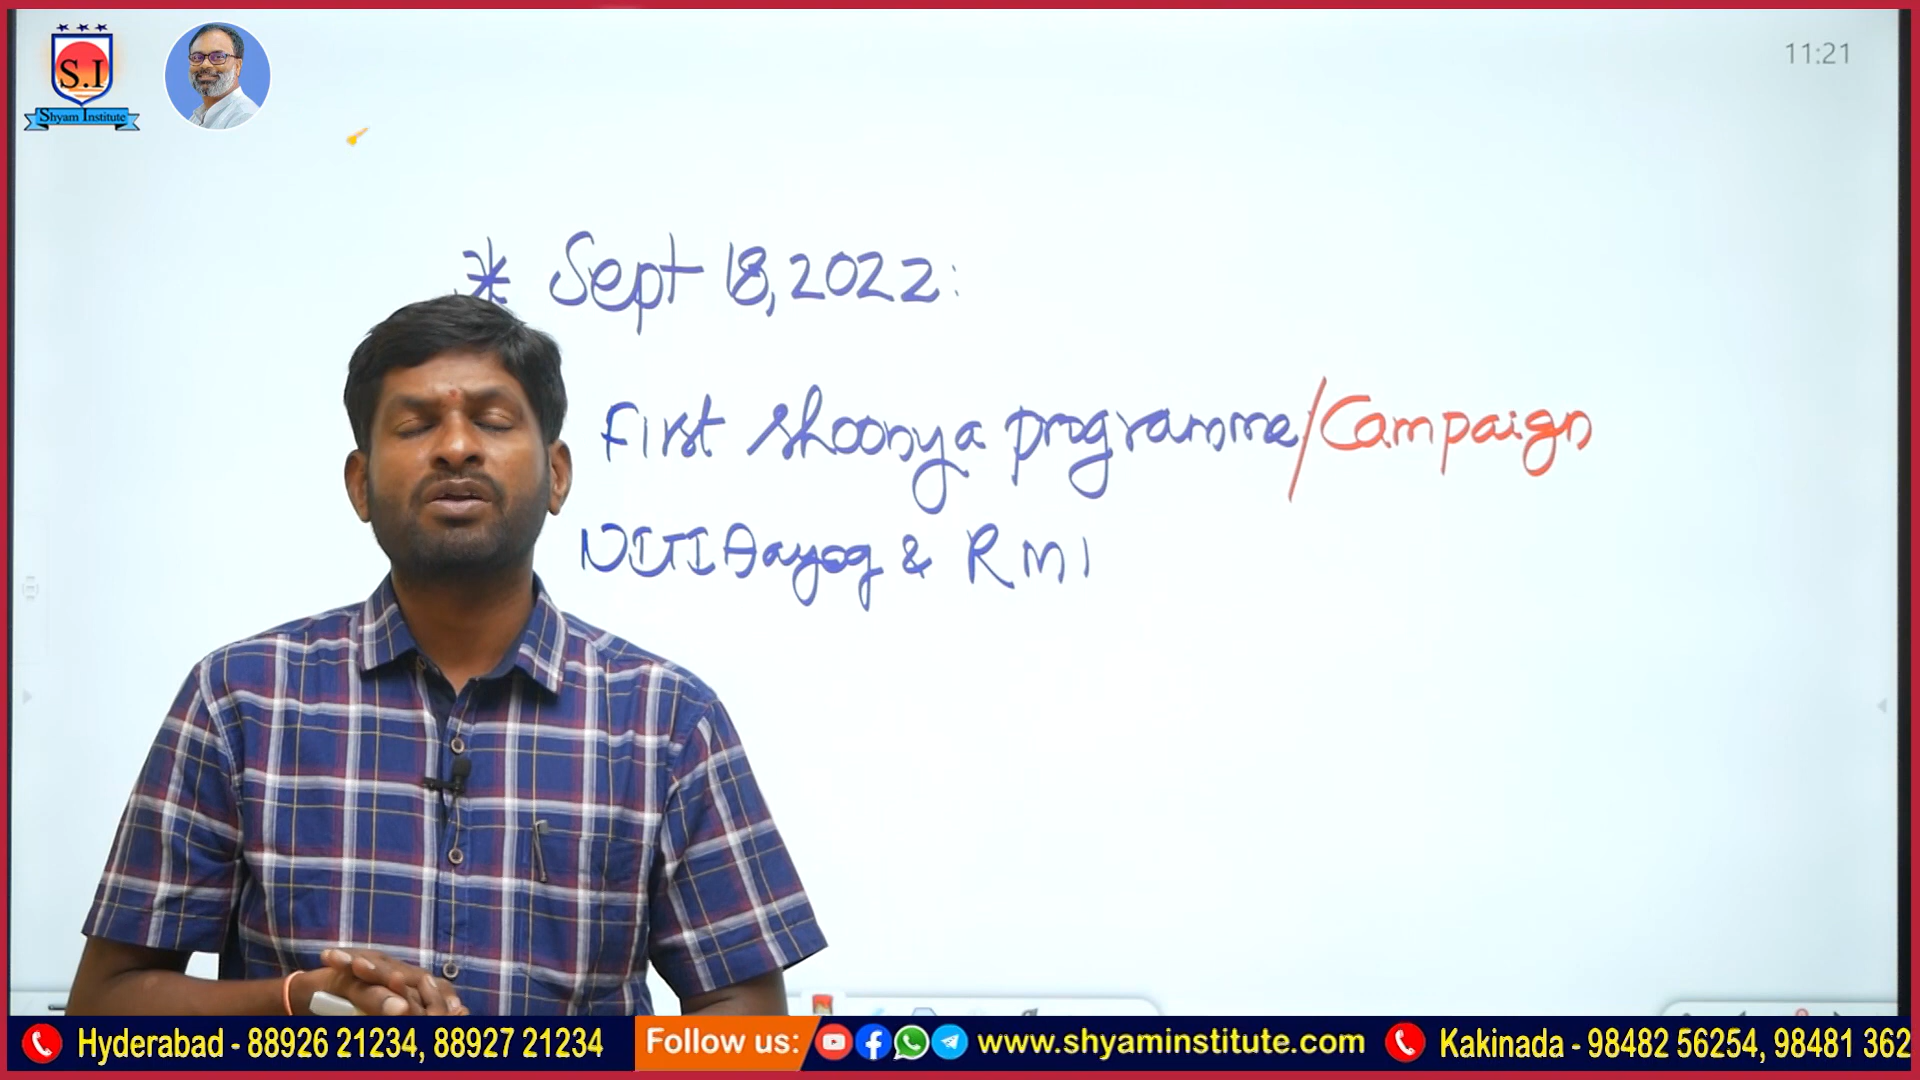 S.I
Shyam Institute
11:21
* Sept 18, 2022:
First Shoonya programme/Campaign
NITI Aayog & RMI
Hyderabad - 88926 21234, 88927 21234
Follow us:
www.shyaminstitute.com
Kakinada - 98482 56254, 98481 362